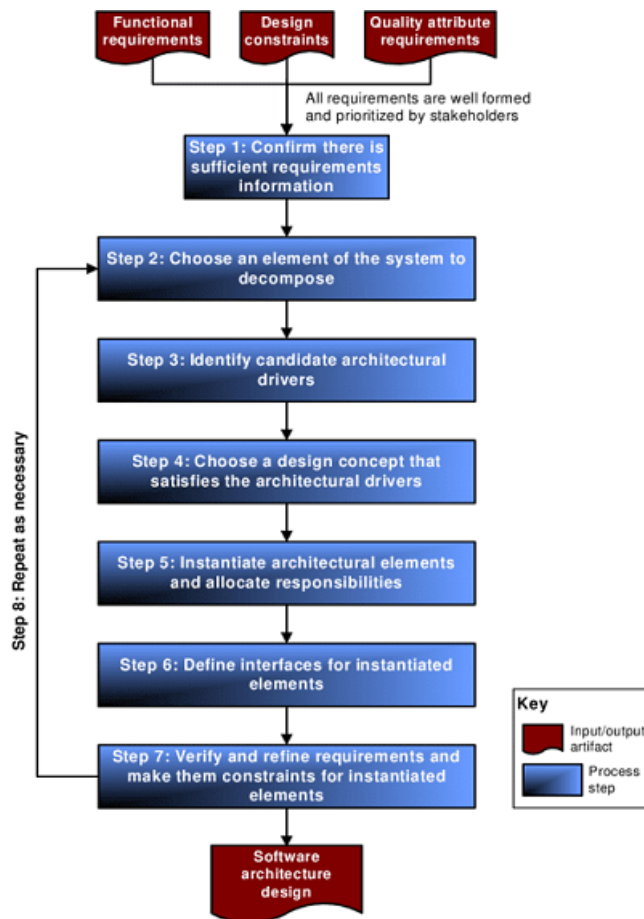 Functional
requirements
Design
constraints
Quality attribute
requirements
All requirements are well formed
and prioritized by stakeholders
Step 1: Confirm there is
sufficient requirements
information
Step 2: Choose an element of the system to
decompose
Step 3: Identify candidate architectural
drivers
Step 4: Choose a design concept that
satisfies the architectural drivers
Step 5: Instantiate architectural elements
and allocate responsibilities
Step 6: Define interfaces for instantiated
elements
Step 7: Verify and refine requirements and
make them constraints for instantiated
elements
Step 8: Repeat as necessary
Software
architecture
design
Key
Input/output
artifact
Process
step